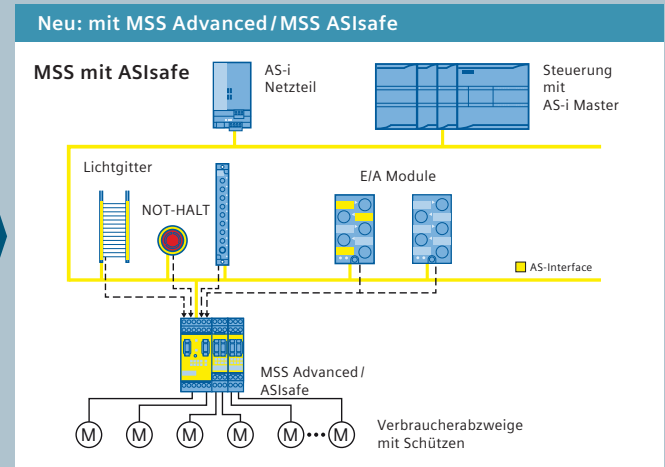 Neu: mit MSS Advanced/MSS ASIsafe
MSS mit ASIsafe
AS-i
Netzteil
Steuerung
mit
AS-i Master
Lichtgitter
NOT-HALT
E/A Module
AS-Interface
MSS Advanced/
ASIsafe
M M M M M M
Verbraucherabzweige
mit Schützen